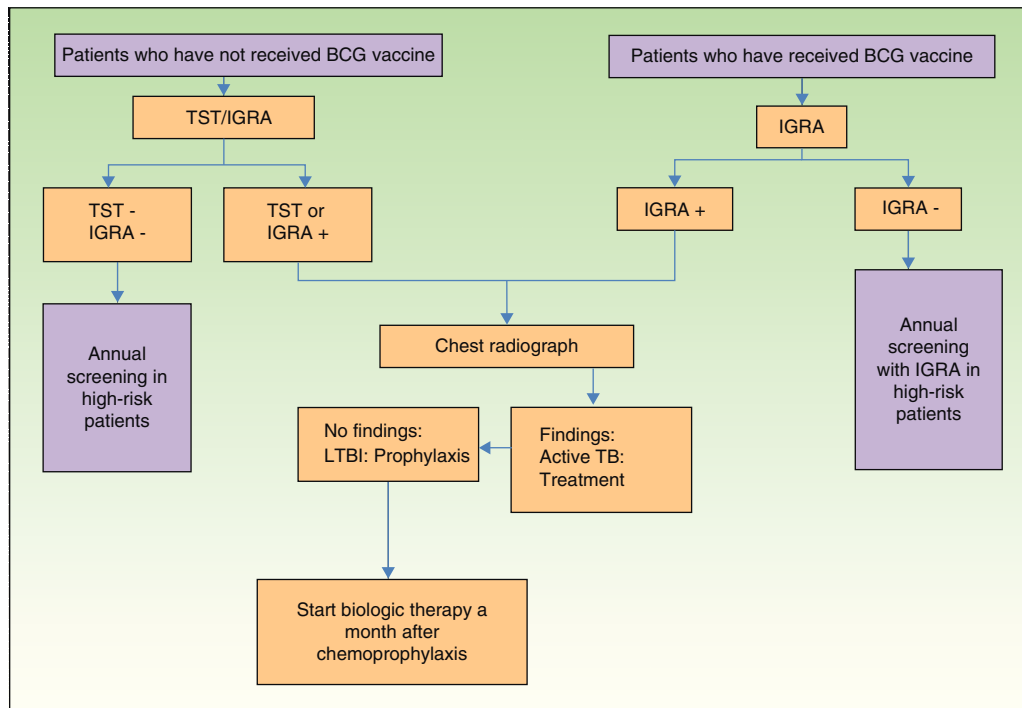 Patients who have not received BCG vaccine
Patients who have received BCG vaccine
TST/IGRA
IGRA
TST -
IGRA -
TST or
IGRA +
IGRA +
IGRA -
Annual
screening in
high-risk
patients
Chest radiograph
Annual
screening
with IGRA in
high-risk
patients
No findings:
LTBI: Prophylaxis
Findings:
Active TB:
Treatment
Start biologic therapy a
month after
chemoprophylaxis